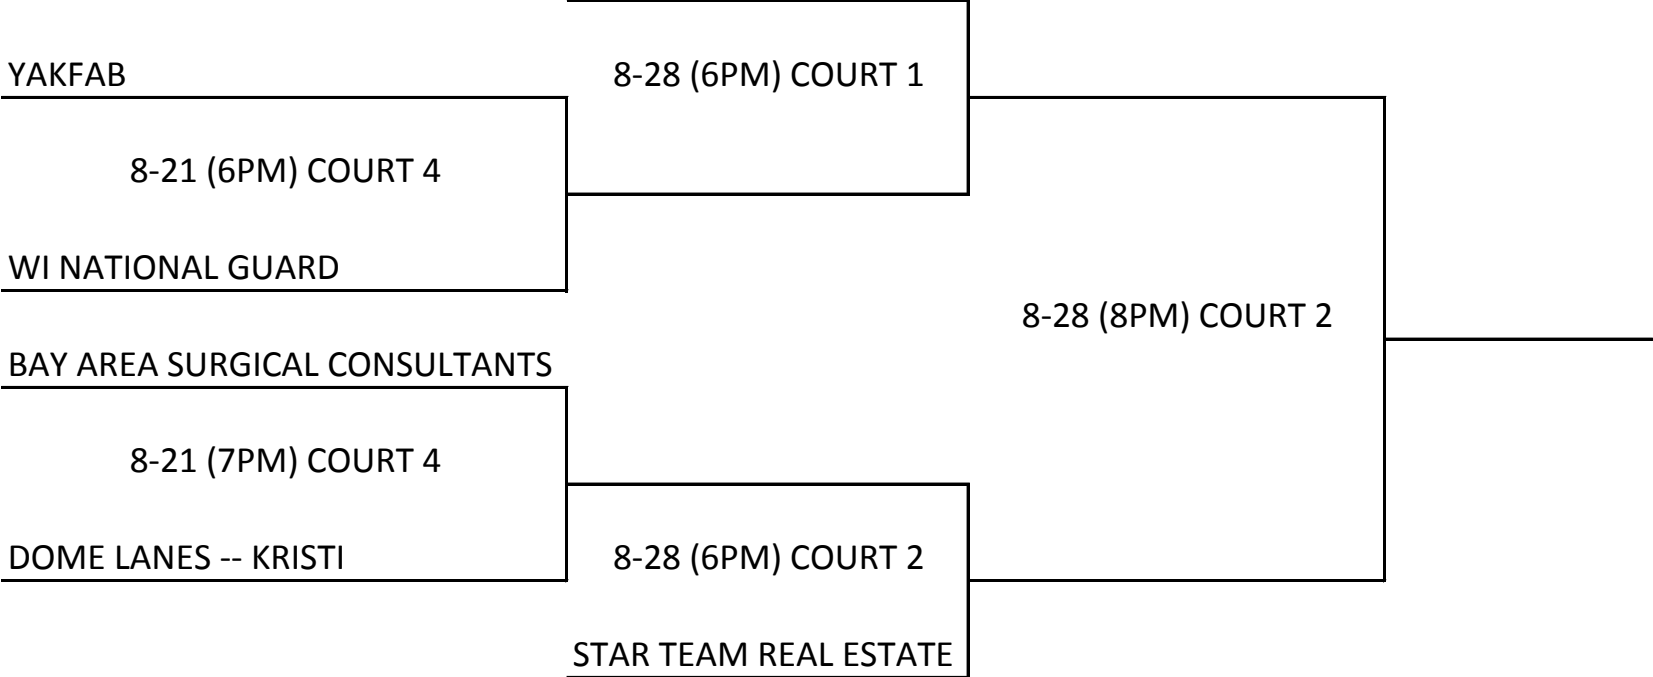 YAKFAB
8-28 (6PM) COURT 1
8-21 (6PM) COURT 4
WI NATIONAL GUARD
8-28 (8PM) COURT 2
BAY AREA SURGICAL CONSULTANTS
8-21 (7PM) COURT 4
DOME LANES -- KRISTI
8-28 (6PM) COURT 2
STAR TEAM REAL ESTATE